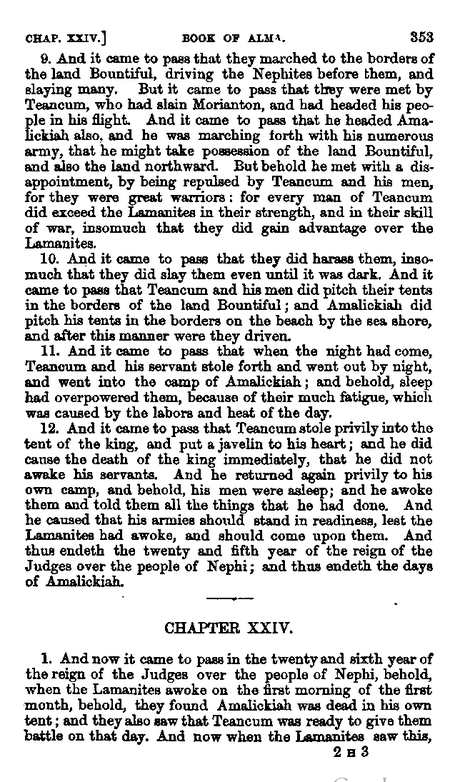 CHAP. XXIV.] BOOK OF ALMA. 353
9. And it came to pass that they marched to the borders of
the land Bountiful, driving the Nephites before them, and
slaying many. But it came to pass that they were met by
Teancum, who had slain Morianton, and had headed his peo-
ple in his flight. And it came to pass that he headed Ama-
lickiah also, and he was marching forth with his numerous
army, that he might take possession of the land Bountiful,
and also the land northward. But behold he met with a dis-
appointment, by being repulsed by Teancum and his men,
for they were great warriors: for every man of Teancum
did exceed the Lamanites in their strength, and in their skill
of war, insomuch that they did gain advantage over the
Lamanites.
10. And it came to pass that they did harass them, inso-
much that they did slay them even until it was dark. And it
came to pass that Teancum and his men did pitch their tents
in the borders of the land Bountiful; and Amalickiah did
pitch his tents in the borders on the beach by the sea shore,
and after this manner were they driven.
11. And it came to pass that when the night had come,
Teancum and his servant stole forth and went out by night,
and went into the camp of Amalickiah; and behold, sleep
had overpowered them, because of their much fatigue, which
was caused by the labors and heat of the day.
12. And it came to pass that Teancum stole privily into the
tent of the king, and put a javelin to his heart; and he did
cause the death of the king immediately, that he did not
awake his servants. And he returned again privily to his
own camp, and behold, his men were asleep; and he awoke
them and told them all the things that he had done. And
he caused that his armies should stand in readiness, lest the
Lamanites had awoke, and should come upon them. And
thus endeth the twenty and fifth year of the reign of the
Judges over the people of Nephi; and thus endeth the days
of Amalickiah.
CHAPTER XXIV.
1. And now it came to pass in the twenty and sixth year of
the reign of the Judges over the people of Nephi, behold,
when the Lamanites awoke on the first morning of the first
month, behold, they found Amalickiah was dead in his own
tent; and they also saw that Teancum was ready to give them
battle on that day. And now when the Lamanites saw this,
2 H 3